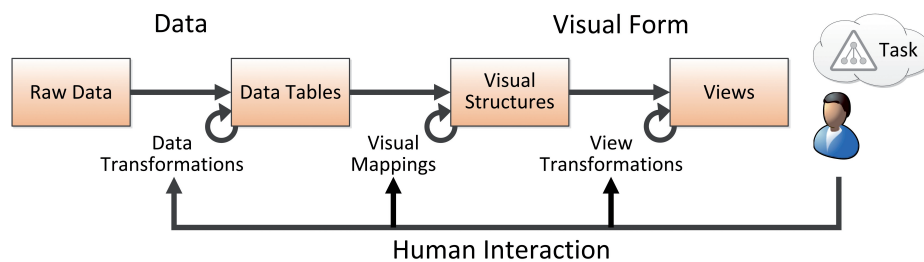 Data
Visual Form
Task
Raw Data
Data Tables
Visual
Structures
Views
Data
Transformations
Visual
Mappings
View
Transformations
Human Interaction